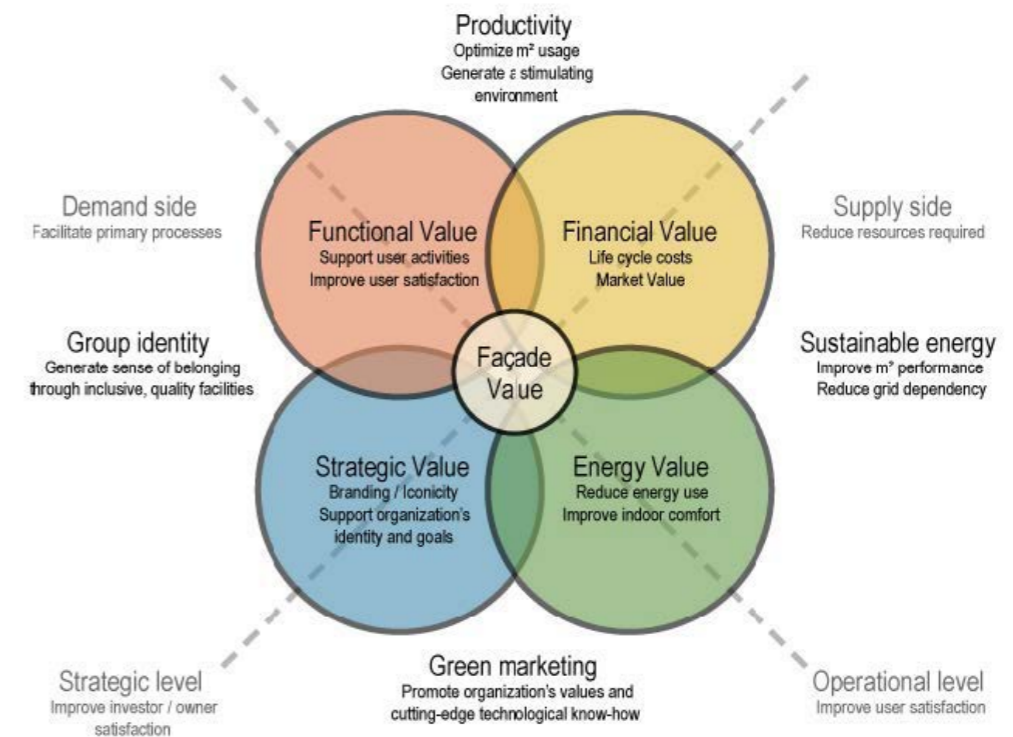 Productivity
Optimize m² usage
Generate a stimulating
environment
Demand side
Facilitate primary processes
Supply side
Reduce resources required
Functional Value
Support user activities
Improve user satisfaction
Financial Value
Life cycle costs
Market Value
Group identity
Generate sense of belonging
through inclusive, quality facilities
Façade
Value
Sustainable energy
Improve m² performance
Reduce grid dependency
Strategic Value
Branding / Iconicity
Support organization's
identity and goals
Energy Value
Reduce energy use
Improve indoor comfort
Strategic level
Improve investor / owner
satisfaction
Green marketing
Promote organization's values and
cutting-edge technological know-how
Operational level
Improve user satisfaction